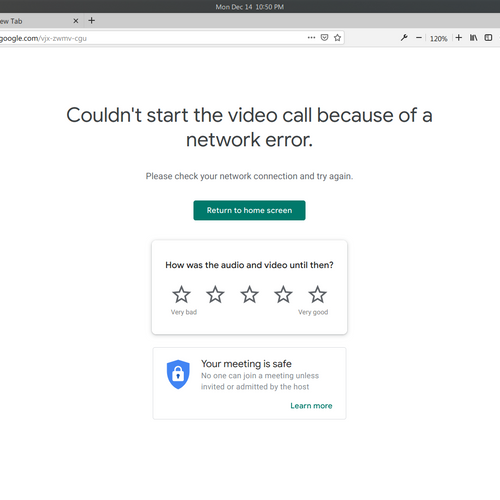 Mon Dec 14 10:50 PM
ew Tab
google.com/vjx-zwmv-cgu
120%
Couldn't start the video call because of a
network error.
Please check your network connection and try again.
Return to home screen
How was the audio and video until then?
Very bad
Very good
Your meeting is safe
No one can join a meeting unless
invited or admitted by the host
Learn more